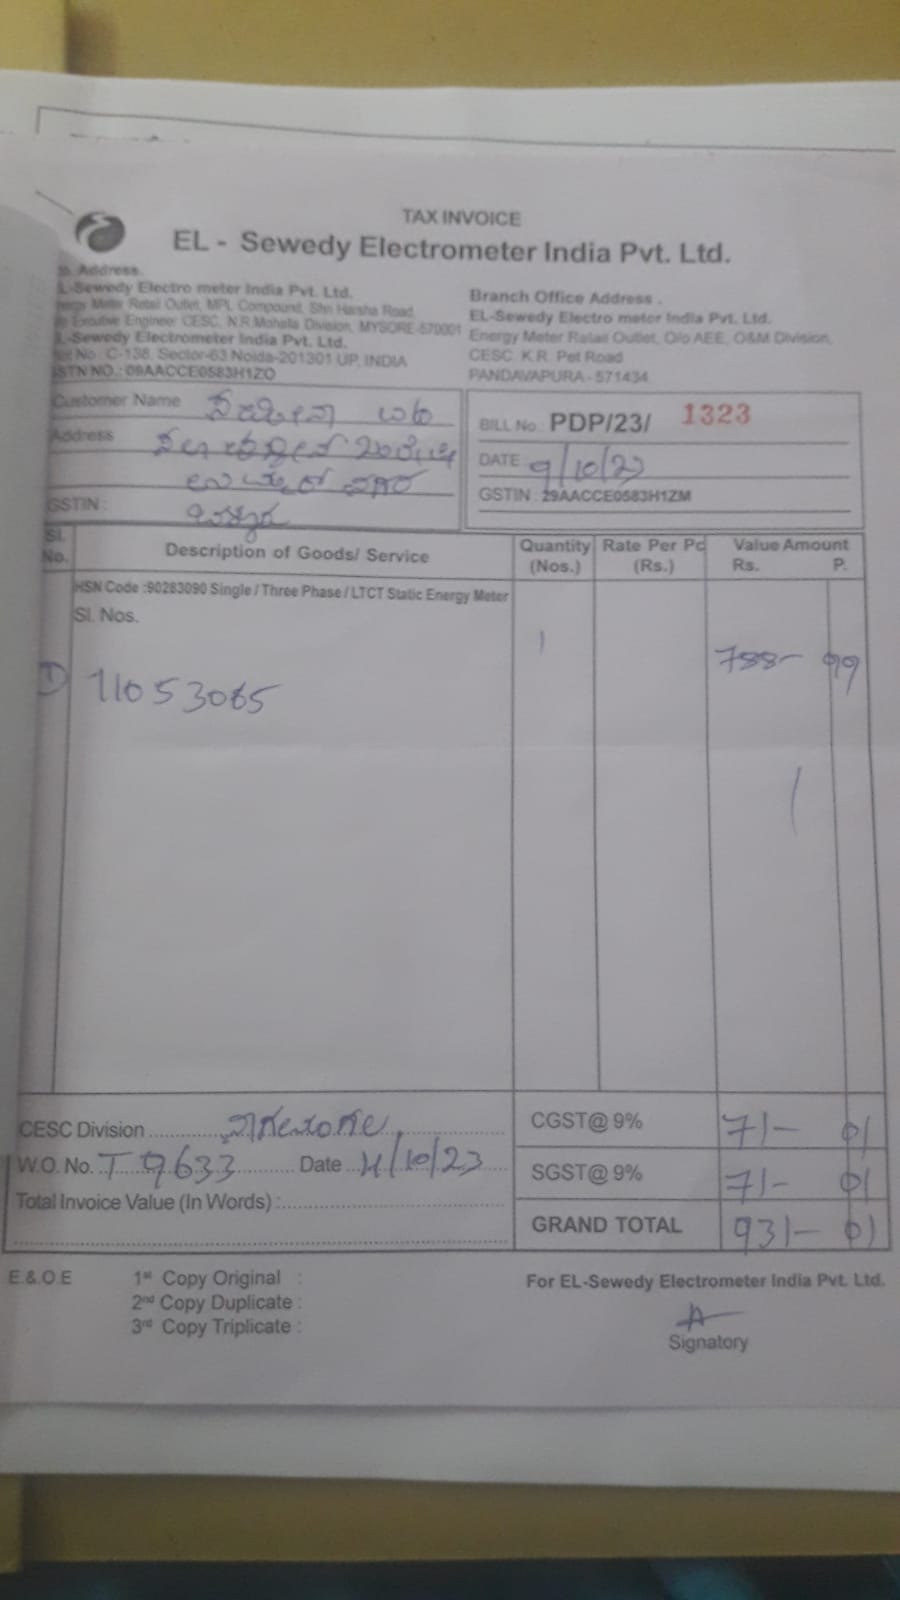 TAX INVOICE
EL - Sewedy Electrometer India Pvt. Ltd.
Address
L-Sewedy Electro meter India Pvt. Ltd.
Meter Retail Outlet, MPL Compound, Shri Harsha Road
Engineer CESC, N.R.Mohalla Division, MYSORE-570001
L-Sewedy Electrometer India Pvt. Ltd.
No. C-138, Sector-63 Noida-201301 UP, INDIA
STN NO.: 09AACCE0583H1ZO
Branch Office Address .
EL-Sewedy Electro meter India Pvt. Ltd.
Energy Meter Retail Outlet, O/o AEE, O&M Division,
CESC K.R. Pet Road
PANDAVAPURA - 571434
Customer Name
Address
GSTIN :
BILL No. PDP/23/ 1323
DATE 9/10/23
GSTIN : 29AACCE0583H1ZM
Sl. No. Description of Goods/ Service Quantity (Nos.) Rate Per Pc (Rs.) Value Amount Rs. P.
HSN Code :90283090 Single / Three Phase / LTCT Static Energy Meter
Sl. Nos.
1 788- 99
① 11053065
CESC Division
W.O. No. T 9633 Date /10/23
Total Invoice Value (In Words) :
CGST@ 9% 71- 01
SGST@ 9% 71- 01
GRAND TOTAL 931- 01
E.& O.E
1st Copy Original :
2nd Copy Duplicate :
3rd Copy Triplicate :
For EL-Sewedy Electrometer India Pvt. Ltd.
Signatory